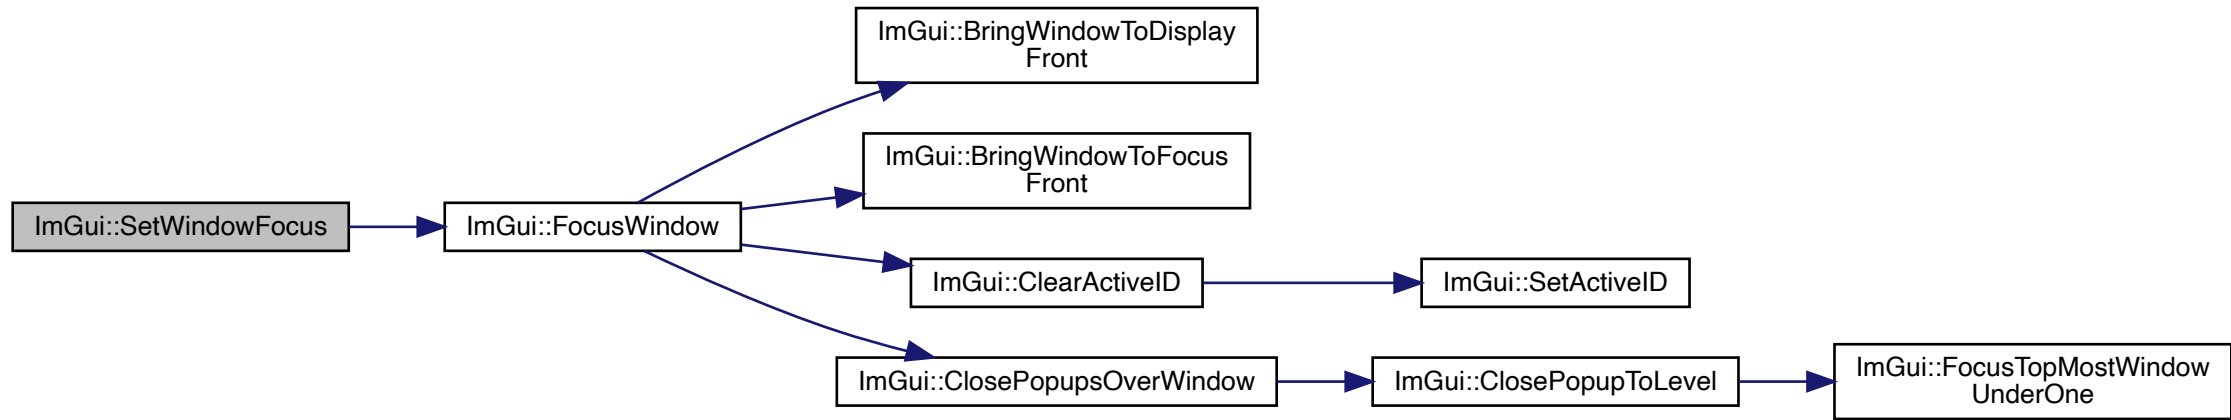 ImGui::SetWindowFocus
ImGui::FocusWindow
ImGui::BringWindowToDisplay
Front
ImGui::BringWindowToFocus
Front
ImGui::ClearActiveID
ImGui::SetActiveID
ImGui::ClosePopupsOverWindow
ImGui::ClosePopupToLevel
ImGui::FocusTopMostWindow
UnderOne